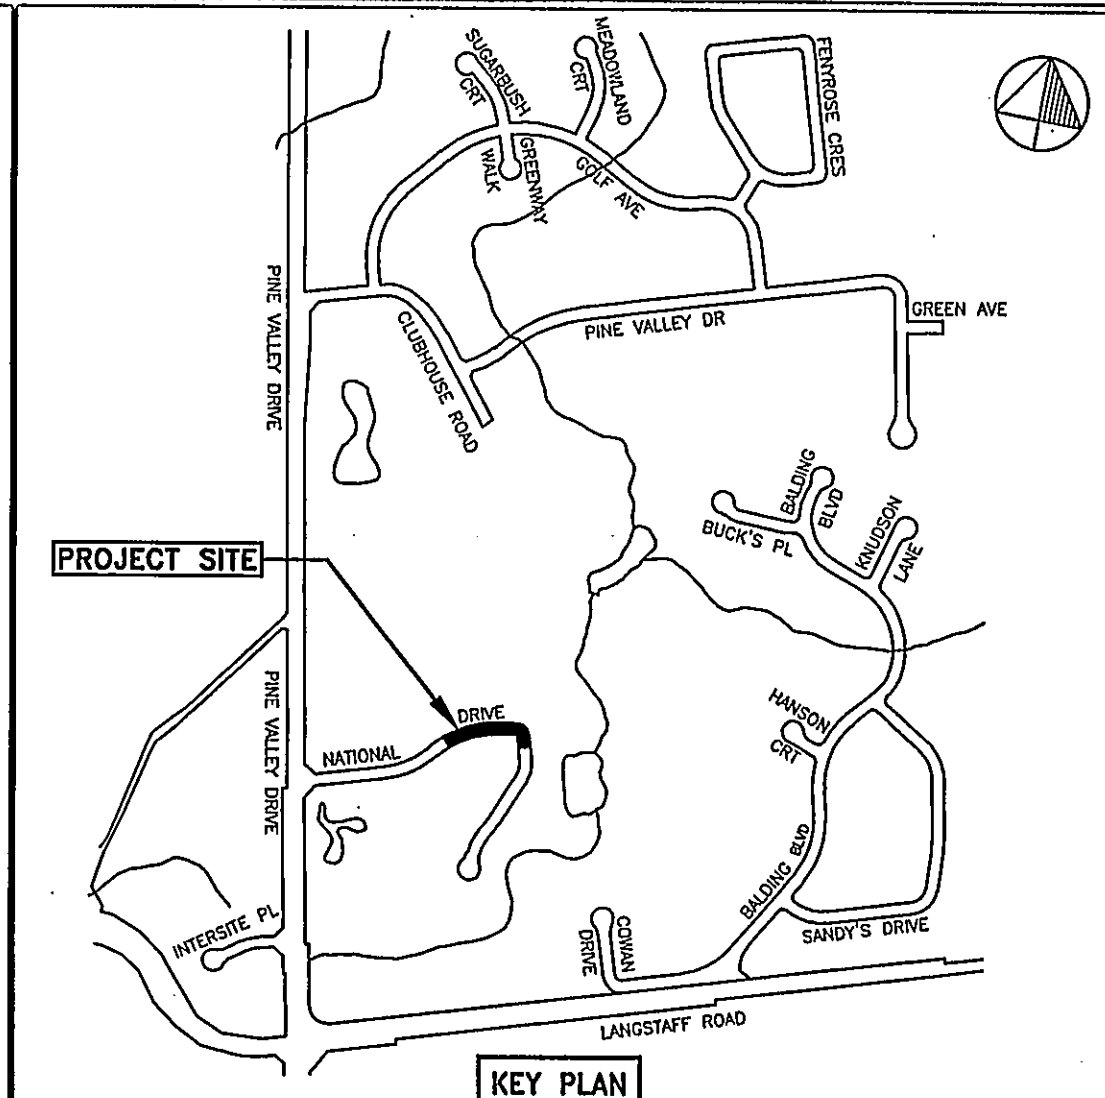 SUGARBUSH
CRT
MEADOWLAND
CRT
FENYROSE CRES
GREENWAY
WALK
GOLF AVE
PINE VALLEY DRIVE
CLUBHOUSE ROAD
PINE VALLEY DR
GREEN AVE
BALDING
BLVD
BUCK'S PL
KNUDSON
LANE
PROJECT SITE
PINE VALLEY DRIVE
NATIONAL
DRIVE
HANSON
CRT
BALDING BLVD
SANDY'S DRIVE
INTERSITE PL
COWAN
DRIVE
LANGSTAFF ROAD
KEY PLAN